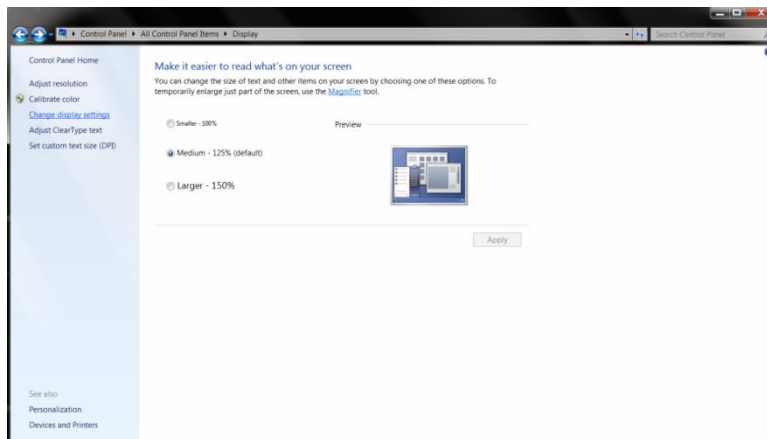 Control Panel ▸ All Control Panel Items ▸ Display
Search Control Panel
Control Panel Home
Adjust resolution
Calibrate color
Change display settings
Adjust ClearType text
Set custom text size (DPI)
Make it easier to read what's on your screen
You can change the size of text and other items on your screen by choosing one of these options. To
temporarily enlarge just part of the screen, use the Magnifier tool.
Smaller - 100%
Preview
Medium - 125% (default)
Larger - 150%
Apply
See also
Personalization
Devices and Printers